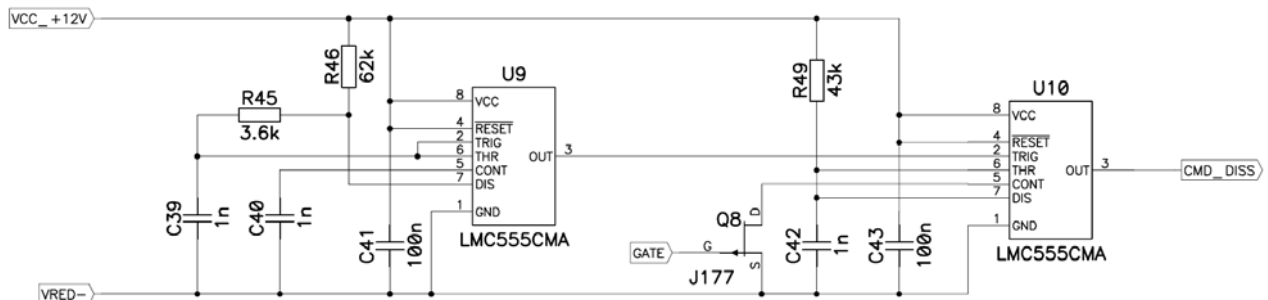 VCC_+12V
R46
62k
R45
3.6k
U9
8
VCC
4
RESET
2
TRIG
6
THR
5
CONT
7
DIS
1
GND
OUT
3
LMC555CMA
C39
1n
C40
1n
C41
100n
R49
43k
U10
8
VCC
4
RESET
2
TRIG
6
THR
5
CONT
7
DIS
1
GND
OUT
3
LMC555CMA
CMD_DISS
Q8
D
G
S
J177
GATE
C42
1n
C43
100n
VRED-